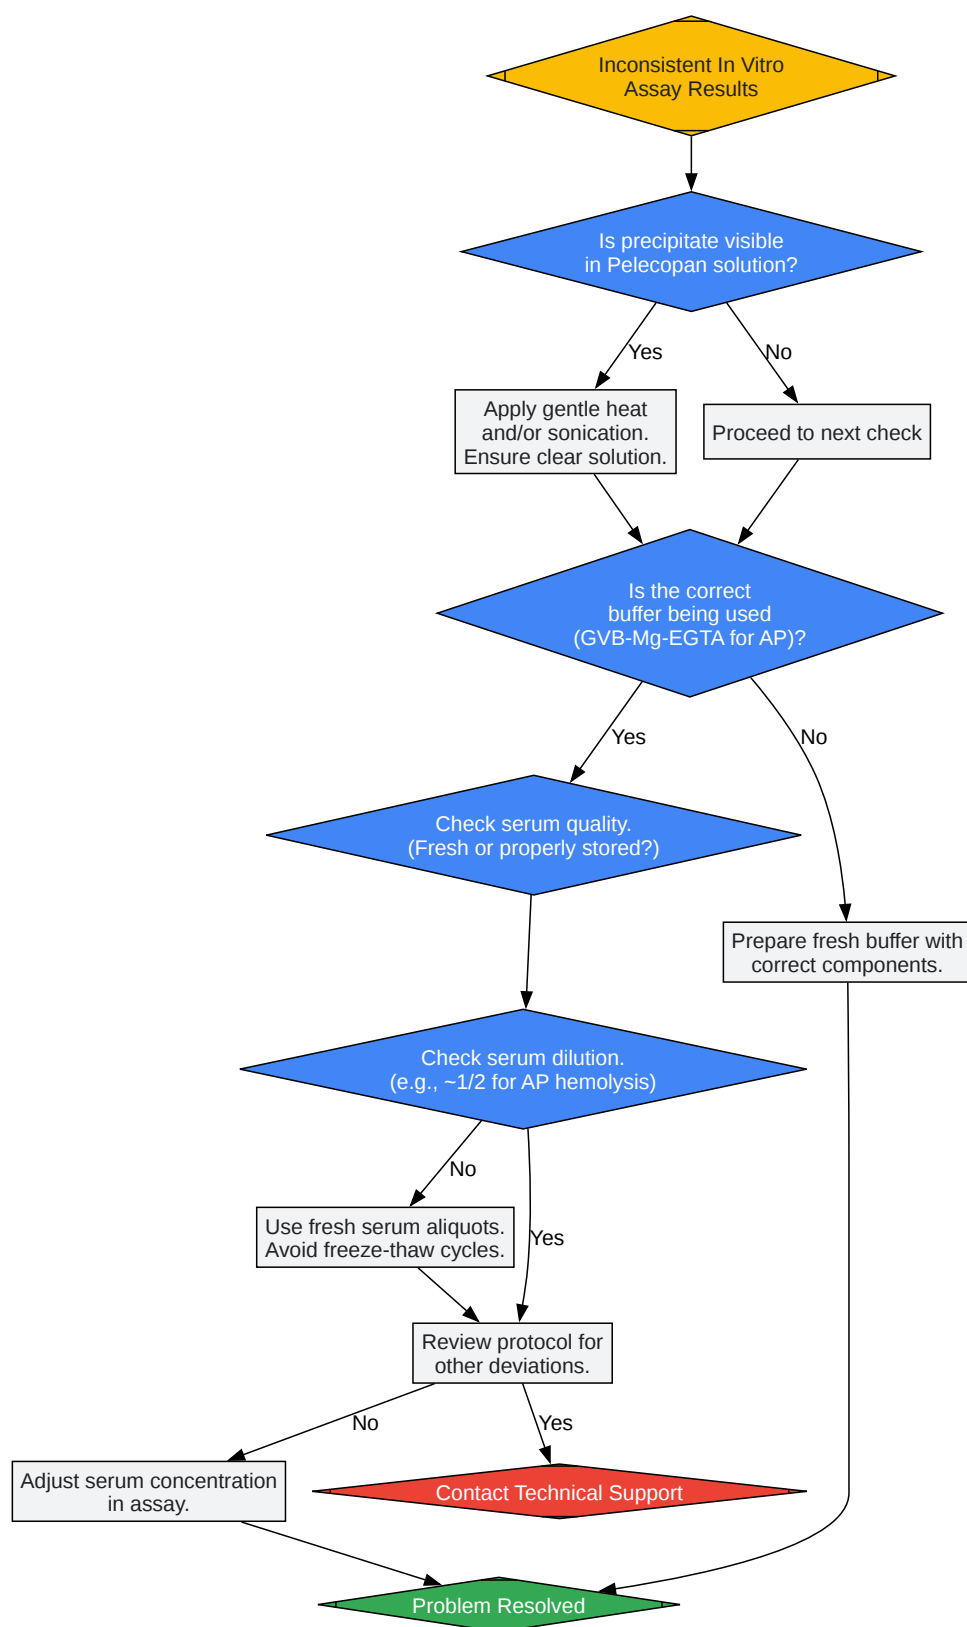 Inconsistent In Vitro
Assay Results
Is precipitate visible
in Pelecopan solution?
Yes
No
Apply gentle heat
and/or sonication.
Ensure clear solution.
Proceed to next check
Is the correct
buffer being used
(GVB-Mg-EGTA for AP)?
Yes
No
Check serum quality.
(Fresh or properly stored?)
Prepare fresh buffer with
correct components.
Check serum dilution.
(e.g., ~1/2 for AP hemolysis)
No
Yes
Use fresh serum aliquots.
Avoid freeze-thaw cycles.
Review protocol for
other deviations.
No
Yes
Adjust serum concentration
in assay.
Contact Technical Support
Problem Resolved